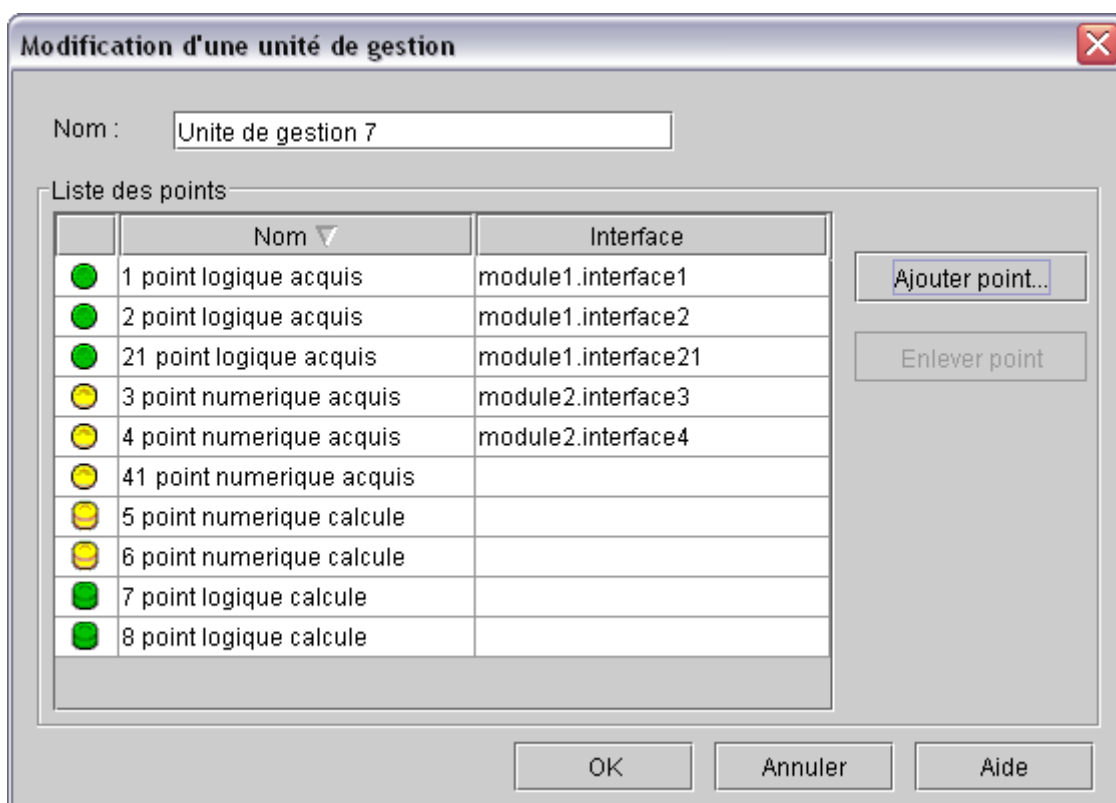 Modification d'une unité de gestion
Nom : Unite de gestion 7
Liste des points
Nom Interface
1 point logique acquis module1.interface1
2 point logique acquis module1.interface2
21 point logique acquis module1.interface21
3 point numerique acquis module2.interface3
4 point numerique acquis module2.interface4
41 point numerique acquis
5 point numerique calcule
6 point numerique calcule
7 point logique calcule
8 point logique calcule
Ajouter point...
Enlever point
OK Annuler Aide